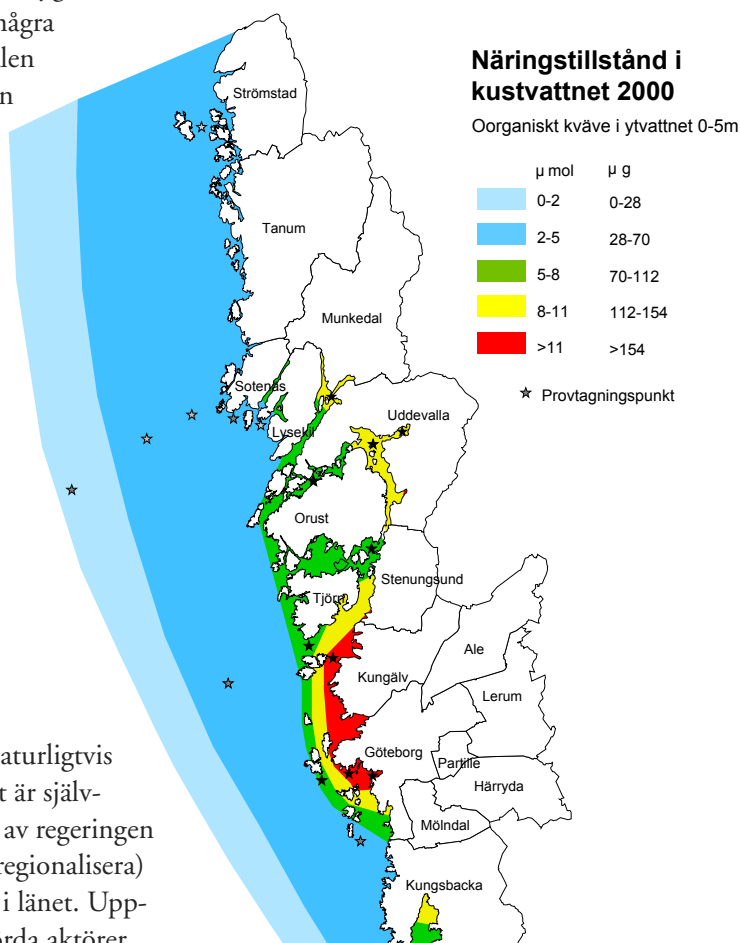 några
len
n
Näringstillstånd i
kustvattnet 2000
Oorganiskt kväve i ytvattnet 0-5m
µ mol µ g
0-2 0-28
2-5 28-70
5-8 70-112
8-11 112-154
>11 >154
Provtagningspunkt
Strömstad
Tanum
Munkedal
Sotenäs
Uddevalla
Lysekil
Orust
Stenungsund
Tjörn
Ale
Kungälv
Lerum
Göteborg
Partille
Härryda
Mölndal
Kungsbacka
aturligtvis
t är själv-
av regeringen
regionalisera)
i länet. Upp-
örda aktörer